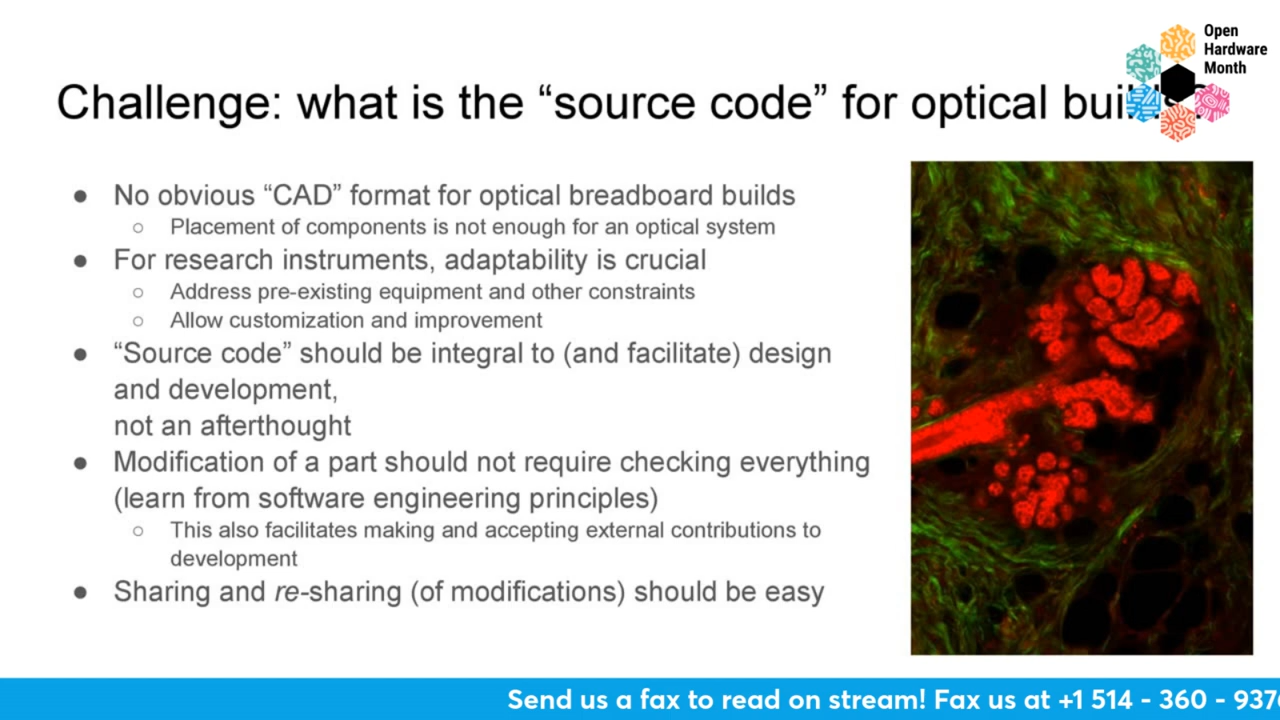 Open
Hardware
Month
Challenge: what is the “source code” for optical
● No obvious “CAD” format for optical breadboard builds
○ Placement of components is not enough for an optical system
● For research instruments, adaptability is crucial
○ Address pre-existing equipment and other constraints
○ Allow customization and improvement
● “Source code” should be integral to (and facilitate) design
and development,
not an afterthought
● Modification of a part should not require checking everything
(learn from software engineering principles)
○ This also facilitates making and accepting external contributions to
development
● Sharing and re-sharing (of modifications) should be easy
Send us a fax to read on stream! Fax us at +1 514 - 360 - 937